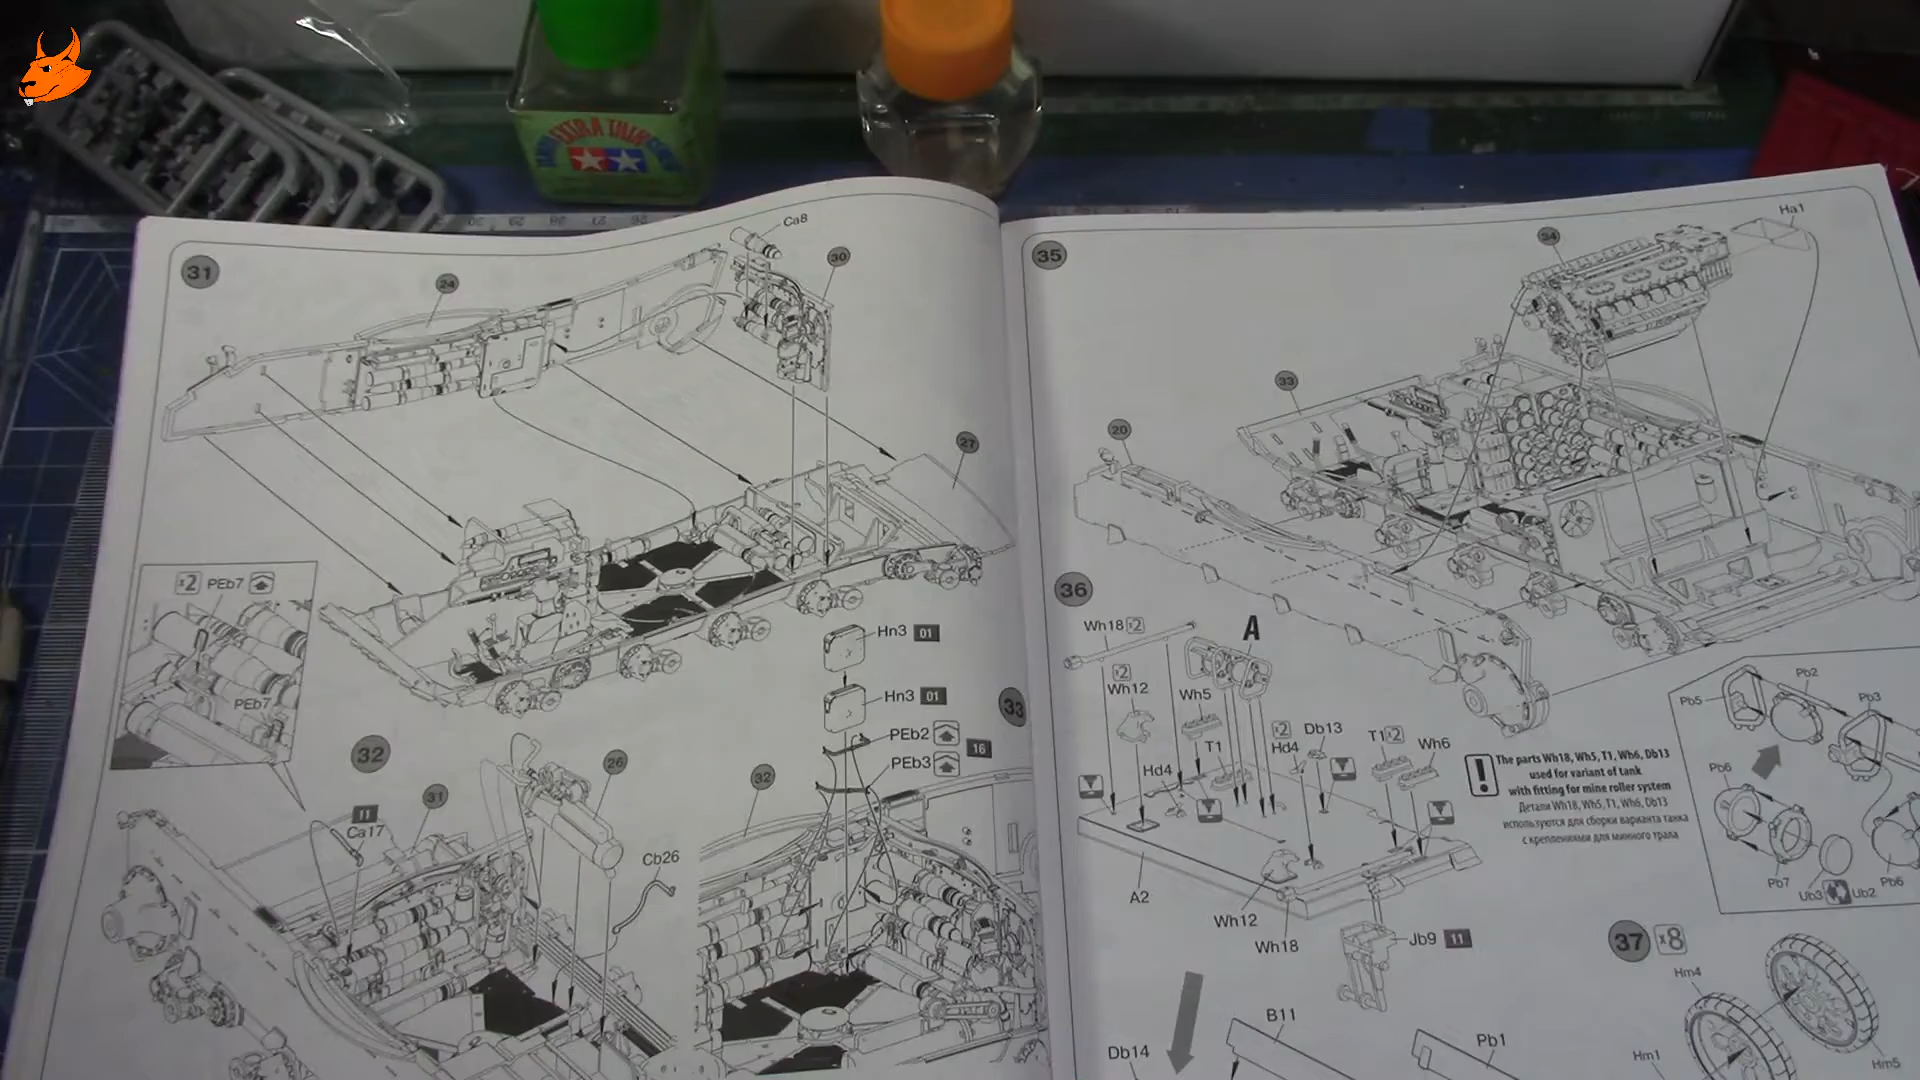 EXTRA THIN
31
24
Ca8
30
27
x2 PEb7
PEb7
Hn3 01
Hn3 01
PEb2
PEb3
16
33
32
11
Ca17
31
26
Cb26
32
35
34
Ha1
33
20
36
Wh18 x2
A
x2
Wh12
Wh5
T1
Hd4
x2
Hd4
Db13
T1 x2
Wh6
A2
Wh12
Wh18
Jb9 11
! The parts Wh18, Wh5, T1, Wh6, Db13
used for variant of tank
with fitting for mine roller system
Детали Wh18, Wh5, T1, Wh6, Db13
используются для сборки варианта танка
с креплениями для минного трала
Pb5
Pb2
Pb3
Pb6
Pb7
Ub3
Ub2
Pb6
37 x8
Hm4
Hm1
Hm5
Db14
B11
Pb1